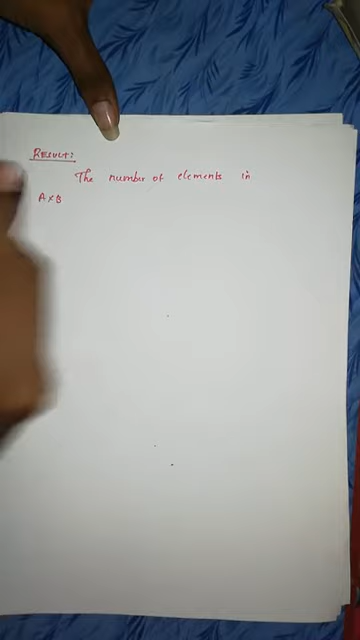 RESULT:
The number of elements in
A×B